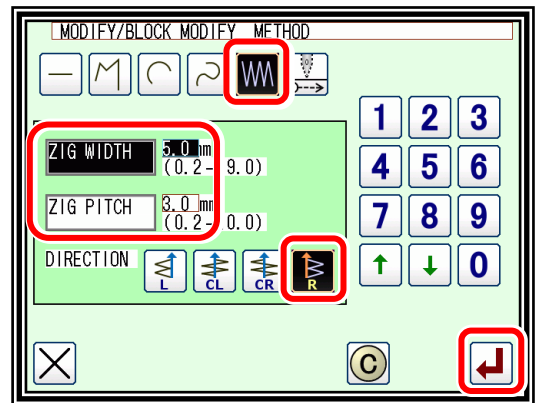 MODIFY/BLOCK MODIFY METHOD
1 2 3
ZIG WIDTH 5.0 mm
(0.2- 9.0)
4 5 6
ZIG PITCH 3.0 mm
(0.2- 0.0)
7 8 9
DIRECTION L CL CR R
0
C